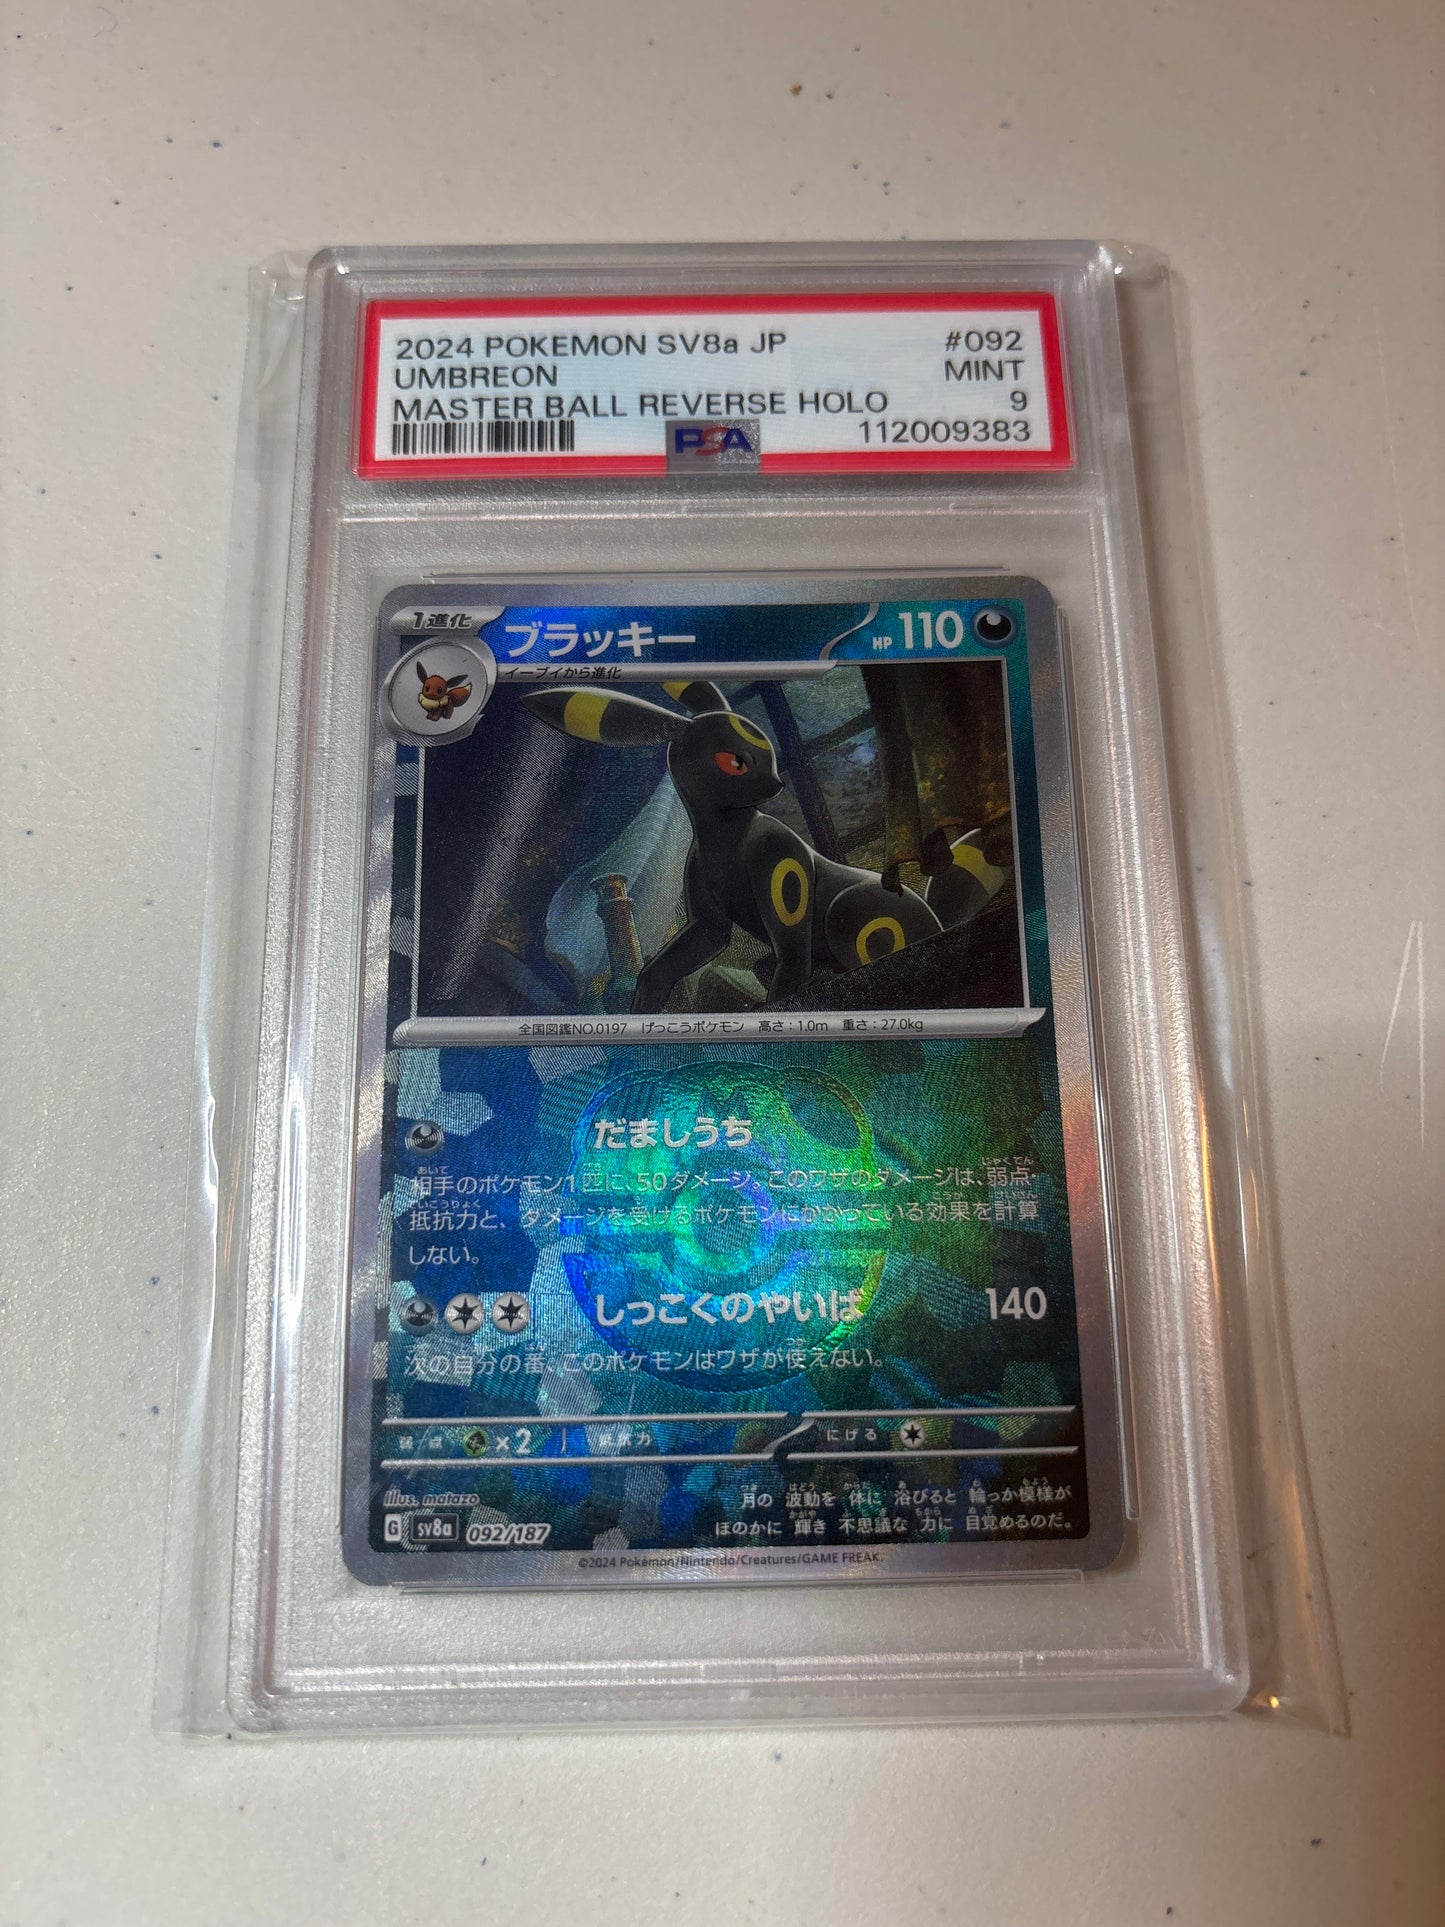 2024 POKEMON SV8a JP #092
UMBREON MINT
MASTER BALL REVERSE HOLO 9
PSA 112009383
1進化 ブラッキー HP 110
イーブイから進化
全国図鑑NO.0197 げっこうポケモン 高さ:1.0m 重さ:27.0kg
だましうち
相手のポケモン1匹に、50ダメージ。このワザのダメージは、弱点・
抵抗力と、ダメージを受けるポケモンにかかっている効果を計算
しない。
しっこくのやいば 140
次の自分の番、このポケモンはワザが使えない。
弱点 ×2 抵抗力 にげる
illus. matazo
月の波動を体に浴びると輪っか模様が
ほのかに輝き不思議な力に目覚めるのだ。
G sv8a 092/187
©2024 Pokémon/Nintendo/Creatures/GAME FREAK.